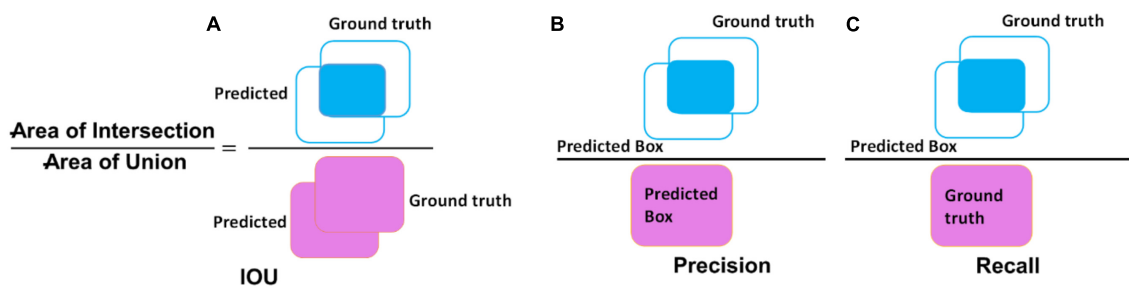 A
Ground truth
Predicted
Area of Intersection
Area of Union
=
Predicted
Ground truth
IOU
B
Ground truth
Predicted Box
Predicted
Box
Precision
C
Ground truth
Predicted Box
Ground
truth
Recall